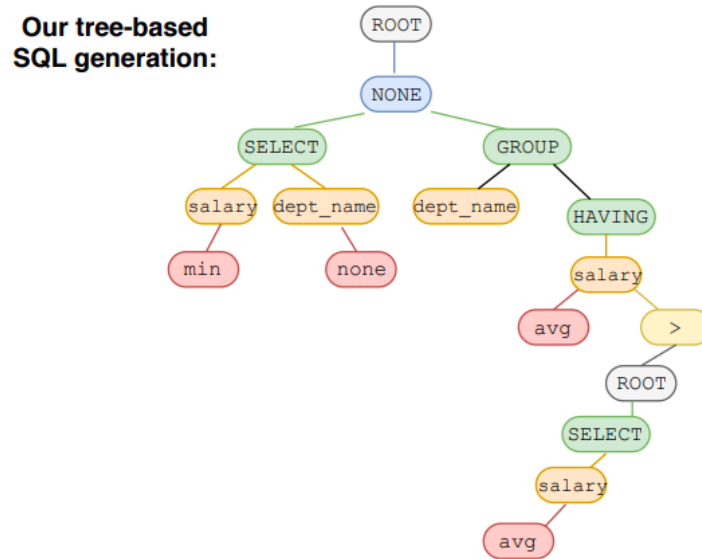 Our tree-based
SQL generation:
ROOT
NONE
SELECT
GROUP
salary
dept_name
dept_name
HAVING
min
none
salary
avg
>
ROOT
SELECT
salary
avg